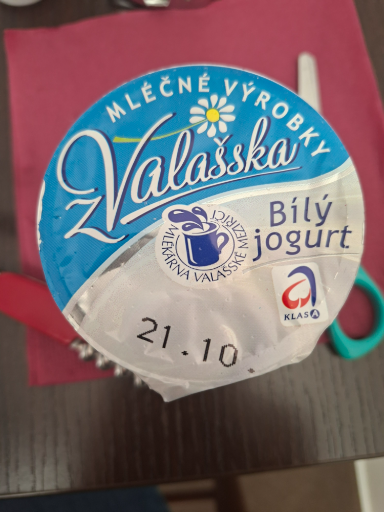 MLÉČNÉ VÝROBKY
z Valašska
MLÉKÁRNA VALAŠSKÉ MEZIŘÍČÍ
Bílý
jogurt
KLASA
21.10.